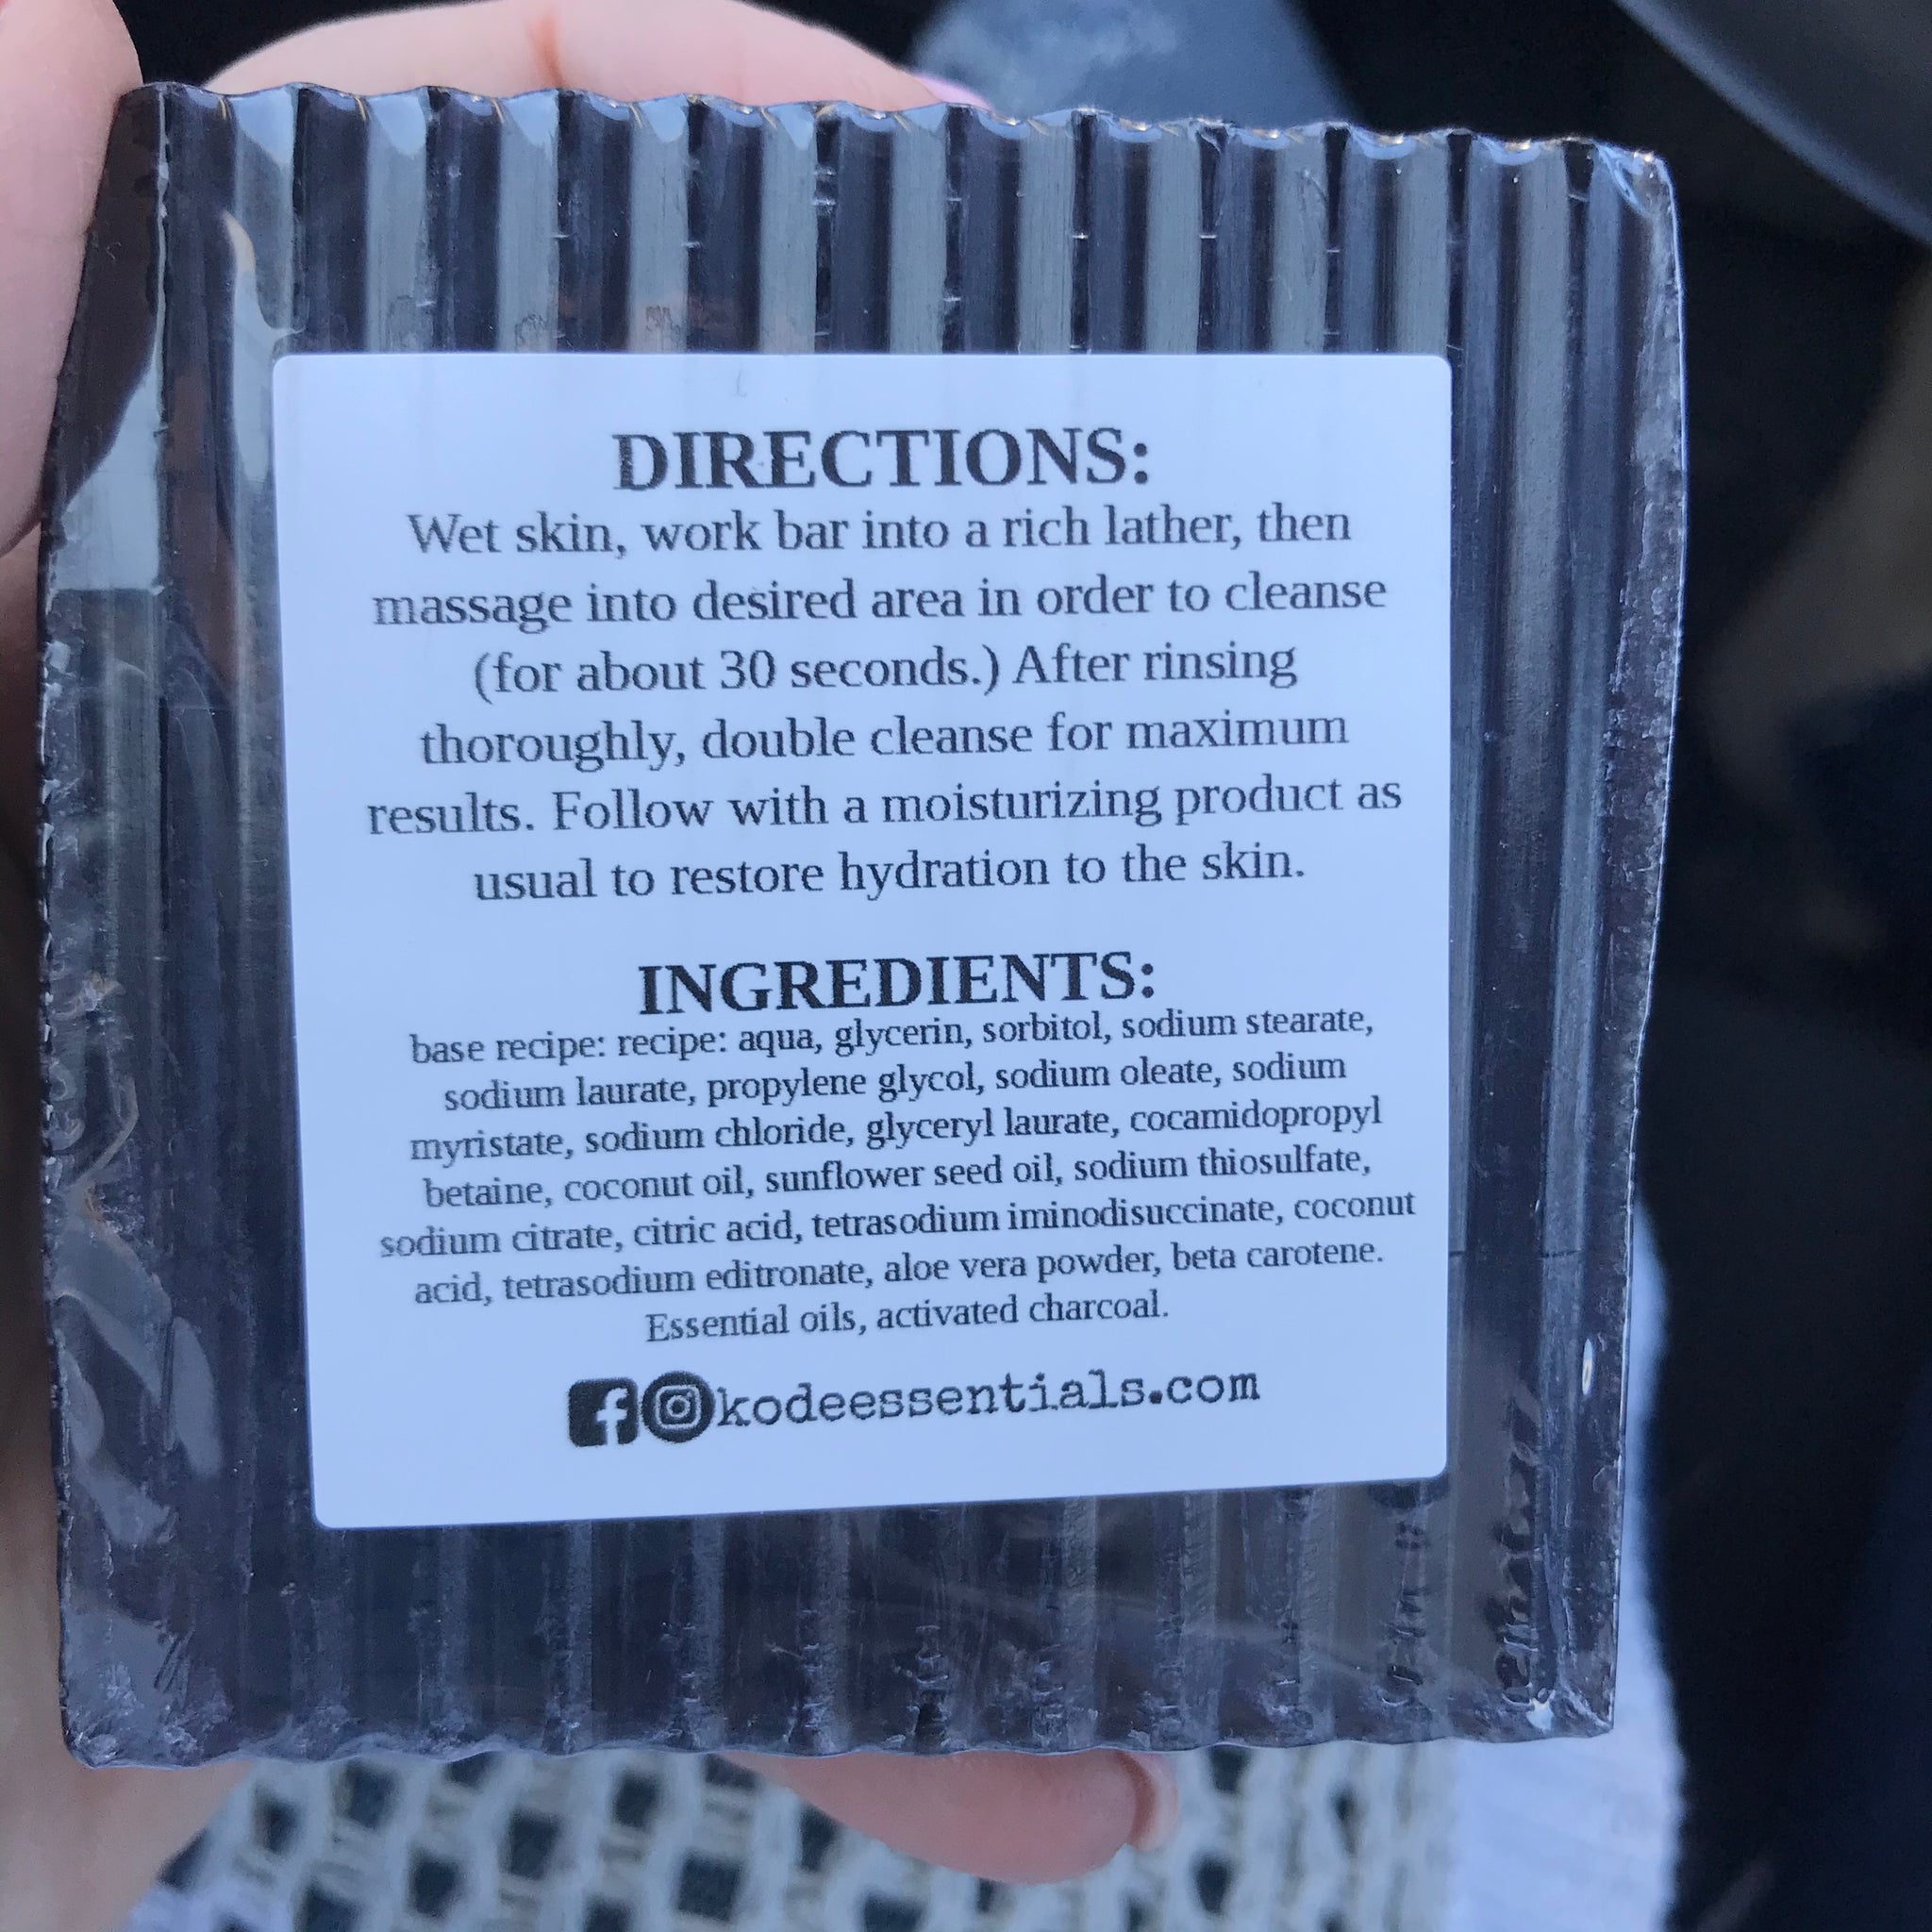 DIRECTIONS:
Wet skin, work bar into a rich lather, then
massage into desired area in order to cleanse
(for about 30 seconds.) After rinsing
thoroughly, double cleanse for maximum
results. Follow with a moisturizing product as
usual to restore hydration to the skin.
INGREDIENTS:
base recipe: recipe: aqua, glycerin, sorbitol, sodium stearate,
sodium laurate, propylene glycol, sodium oleate, sodium
myristate, sodium chloride, glyceryl laurate, cocamidopropyl
betaine, coconut oil, sunflower seed oil, sodium thiosulfate,
sodium citrate, citric acid, tetrasodium iminodisuccinate, coconut
acid, tetrasodium editronate, aloe vera powder, beta carotene.
Essential oils, activated charcoal.
kodeessentials.com